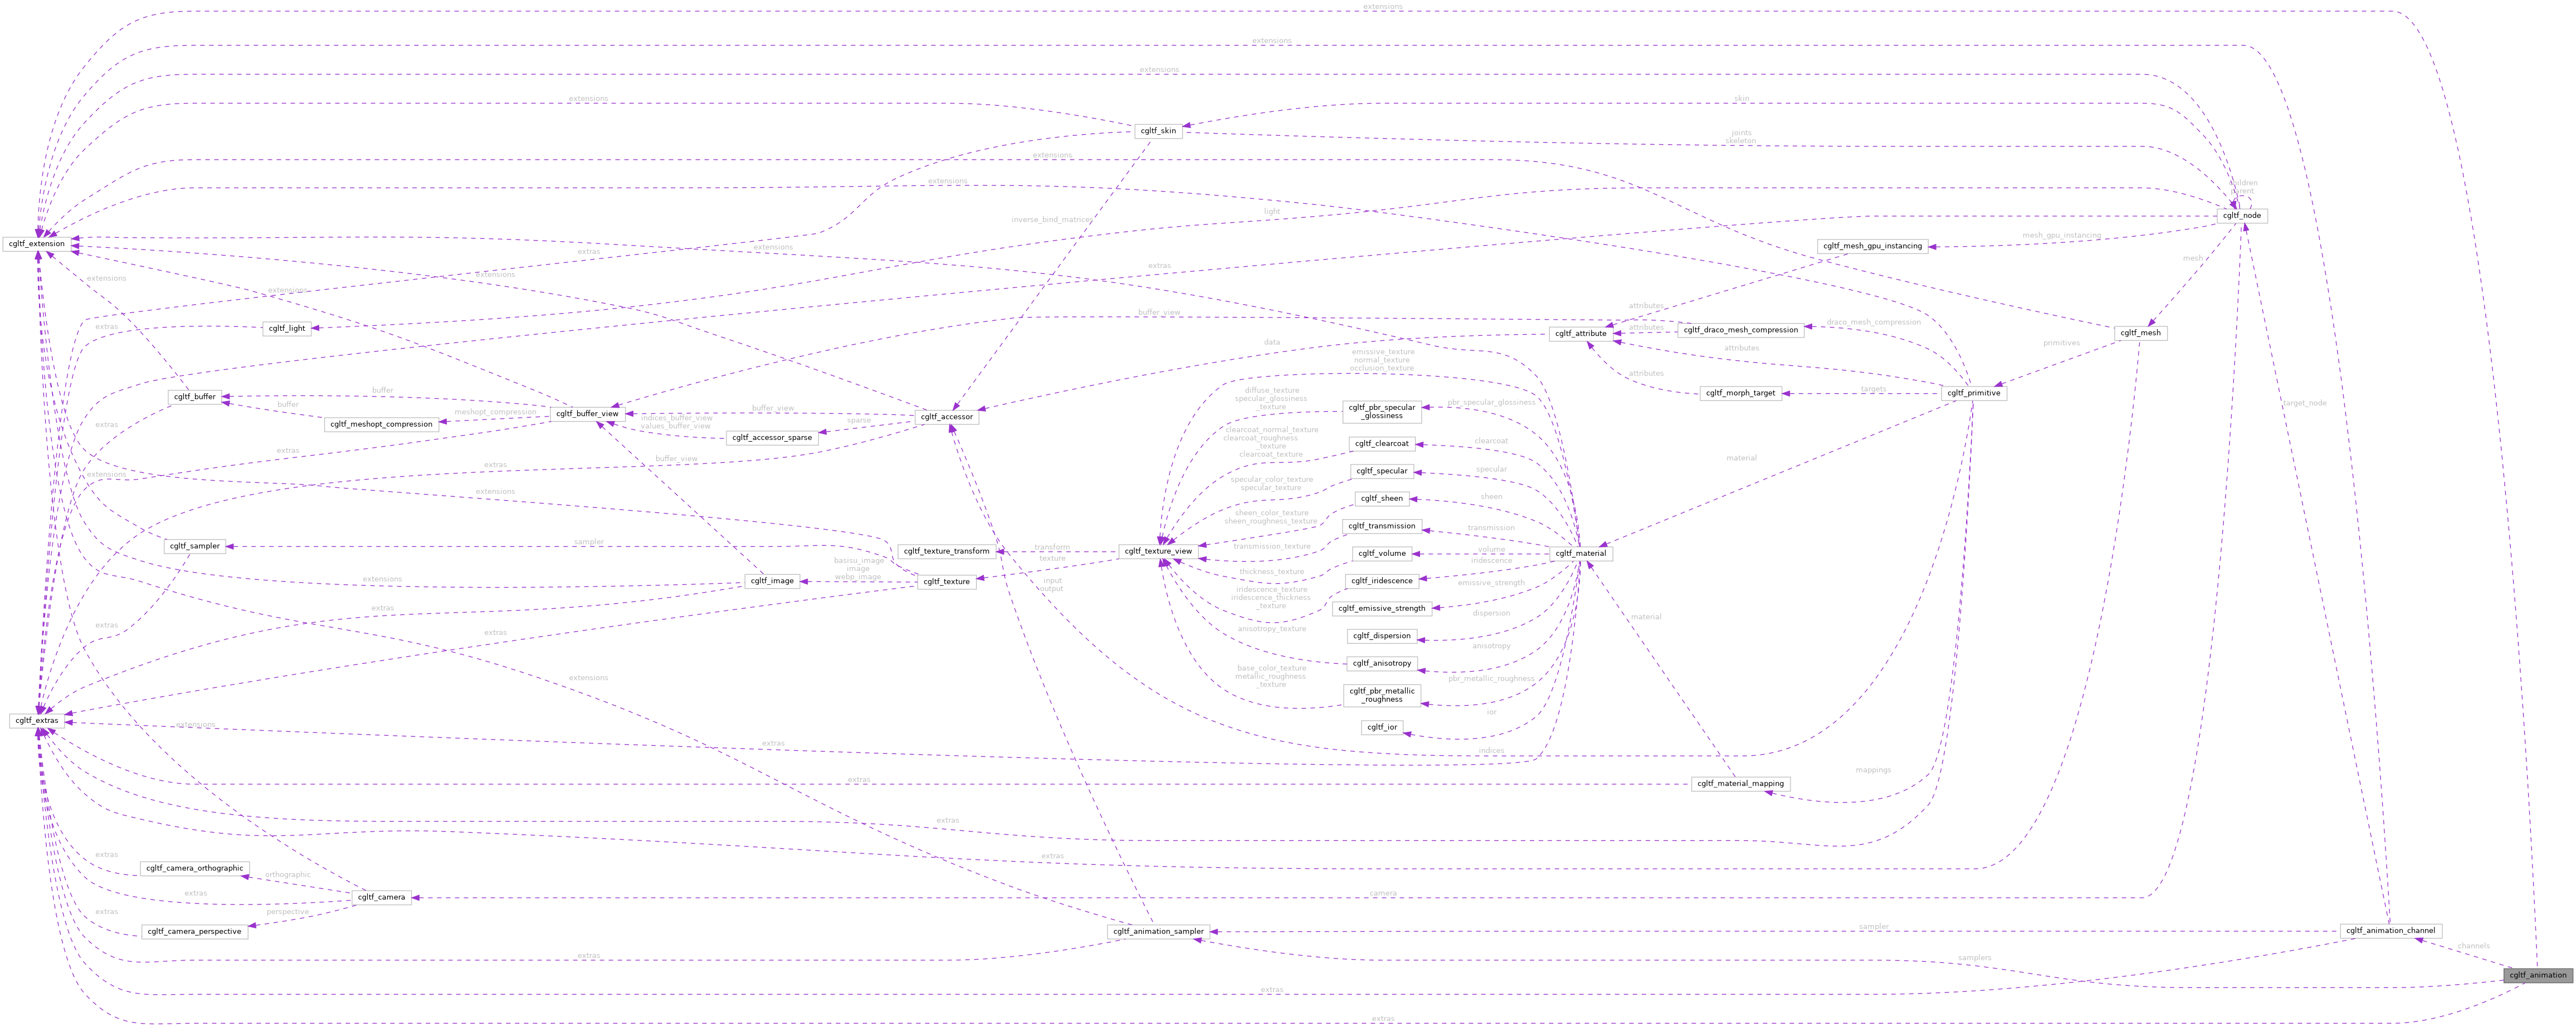 extensions
extensions
extensions
extensions
skin
cgltf_skin
joints
skeleton
extensions
extensions
children
parent
light
cgltf_node
inverse_bind_matrices
mesh_gpu_instancing
cgltf_extension
extensions
cgltf_mesh_gpu_instancing
extras
mesh
extras
extensions
extensions
extensions
attributes
buffer_view
extras
cgltf_light
attributes
cgltf_draco_mesh_compression
draco_mesh_compression
cgltf_attribute
cgltf_mesh
data
attributes
primitives
emissive_texture
normal_texture
occlusion_texture
attributes
buffer
diffuse_texture
specular_glossiness
_texture
targets
cgltf_morph_target
cgltf_primitive
cgltf_buffer
buffer
buffer_view
cgltf_pbr_specular
_glossiness
pbr_specular_glossiness
meshopt_compression
cgltf_buffer_view
cgltf_accessor
extras
cgltf_meshopt_compression
indices_buffer_view
values_buffer_view
sparse
cgltf_accessor_sparse
clearcoat_normal_texture
clearcoat_roughness
_texture
clearcoat_texture
cgltf_clearcoat
clearcoat
extras
buffer_view
extras
material
extensions
specular_color_texture
specular_texture
cgltf_specular
specular
extensions
cgltf_sheen
sheen
sheen_color_texture
sheen_roughness_texture
cgltf_transmission
transmission
sampler
cgltf_sampler
cgltf_texture_transform
transform
cgltf_texture_view
transmission_texture
cgltf_volume
volume
cgltf_material
texture
basisu_image
image
webp_image
thickness_texture
iridescence
extensions
cgltf_image
cgltf_texture
input
output
cgltf_iridescence
emissive_strength
iridescence_texture
iridescence_thickness
_texture
extras
cgltf_emissive_strength
dispersion
material
extras
extras
anisotropy_texture
cgltf_dispersion
anisotropy
cgltf_anisotropy
extensions
base_color_texture
metallic_roughness
_texture
pbr_metallic_roughness
cgltf_pbr_metallic
_roughness
ior
cgltf_extras
extensions
cgltf_ior
extras
indices
mappings
extras
cgltf_material_mapping
target_node
extras
extras
extras
cgltf_camera_orthographic
orthographic
extras
cgltf_camera
camera
extras
perspective
cgltf_camera_perspective
cgltf_animation_sampler
sampler
cgltf_animation_channel
channels
extras
samplers
cgltf_animation
extras
extras